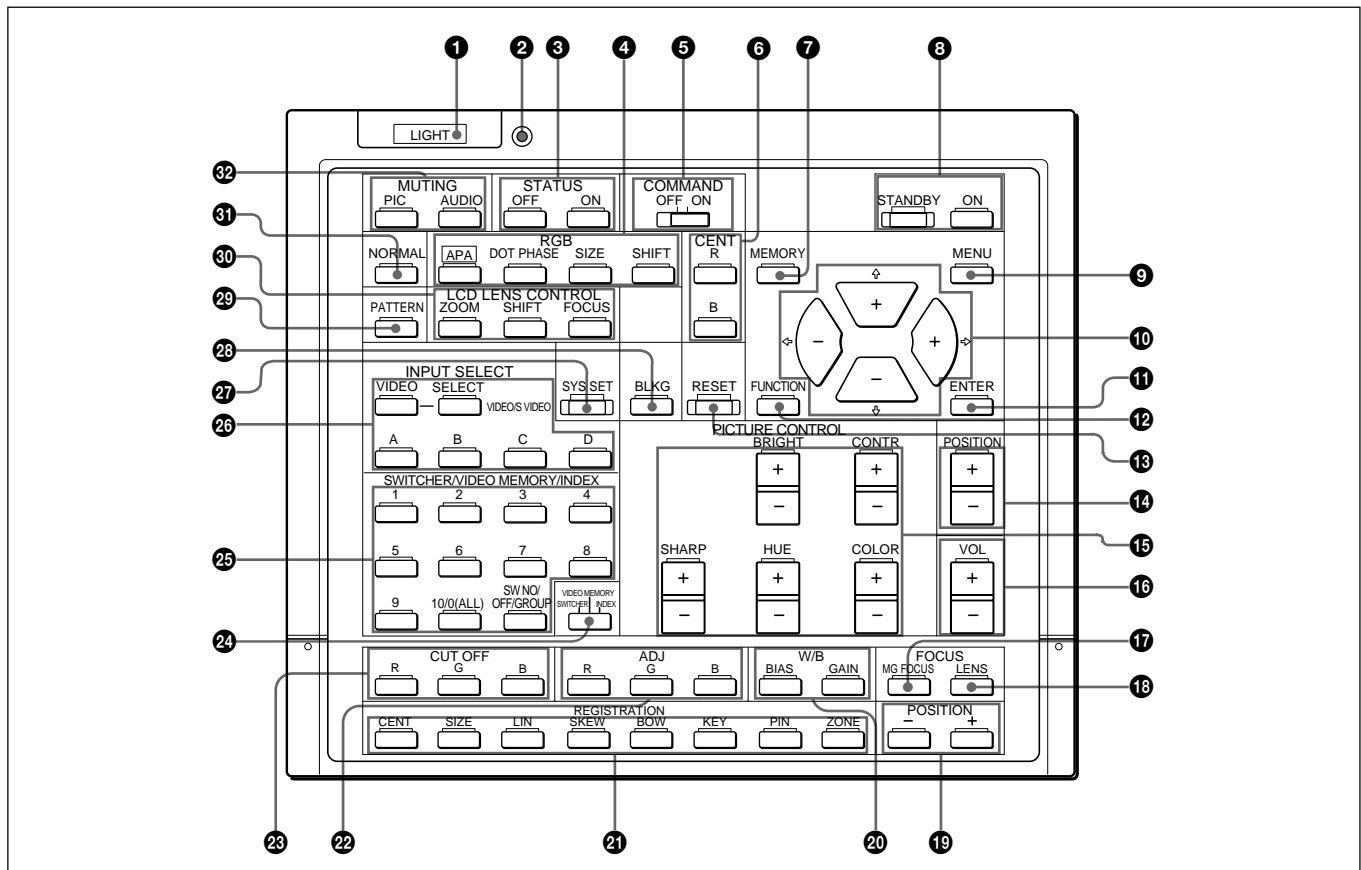 1 2 3 4 5 6 7 8
LIGHT
32 MUTING STATUS COMMAND
PIC AUDIO OFF ON OFF ON STANDBY ON
31 RGB CENT
NORMAL APA DOT PHASE SIZE SHIFT R MEMORY MENU 9
30 LCD LENS CONTROL + 
29 PATTERN ZOOM SHIFT FOCUS B − + 10
28 −
27 INPUT SELECT
VIDEO SELECT VIDEO/S VIDEO SYS SET BLKG RESET FUNCTION ENTER 11
26 12
PICTURE CONTROL
A B C D BRIGHT CONTR POSITION 13
+ + +
− − − 14
SWITCHER/VIDEO MEMORY/INDEX
1 2 3 4
25 5 6 7 8 SHARP HUE COLOR VOL 15
+ + + + 16
− − − −
9 10/0(ALL) SW NO/
OFF/GROUP
VIDEO MEMORY
SWITCHER INDEX
24 17
CUT OFF ADJ W/B FOCUS
23 R G B R G B BIAS GAIN MG FOCUS LENS 18
REGISTRATION POSITION
CENT SIZE LIN SKEW BOW KEY PIN ZONE − +
22 21 20 19